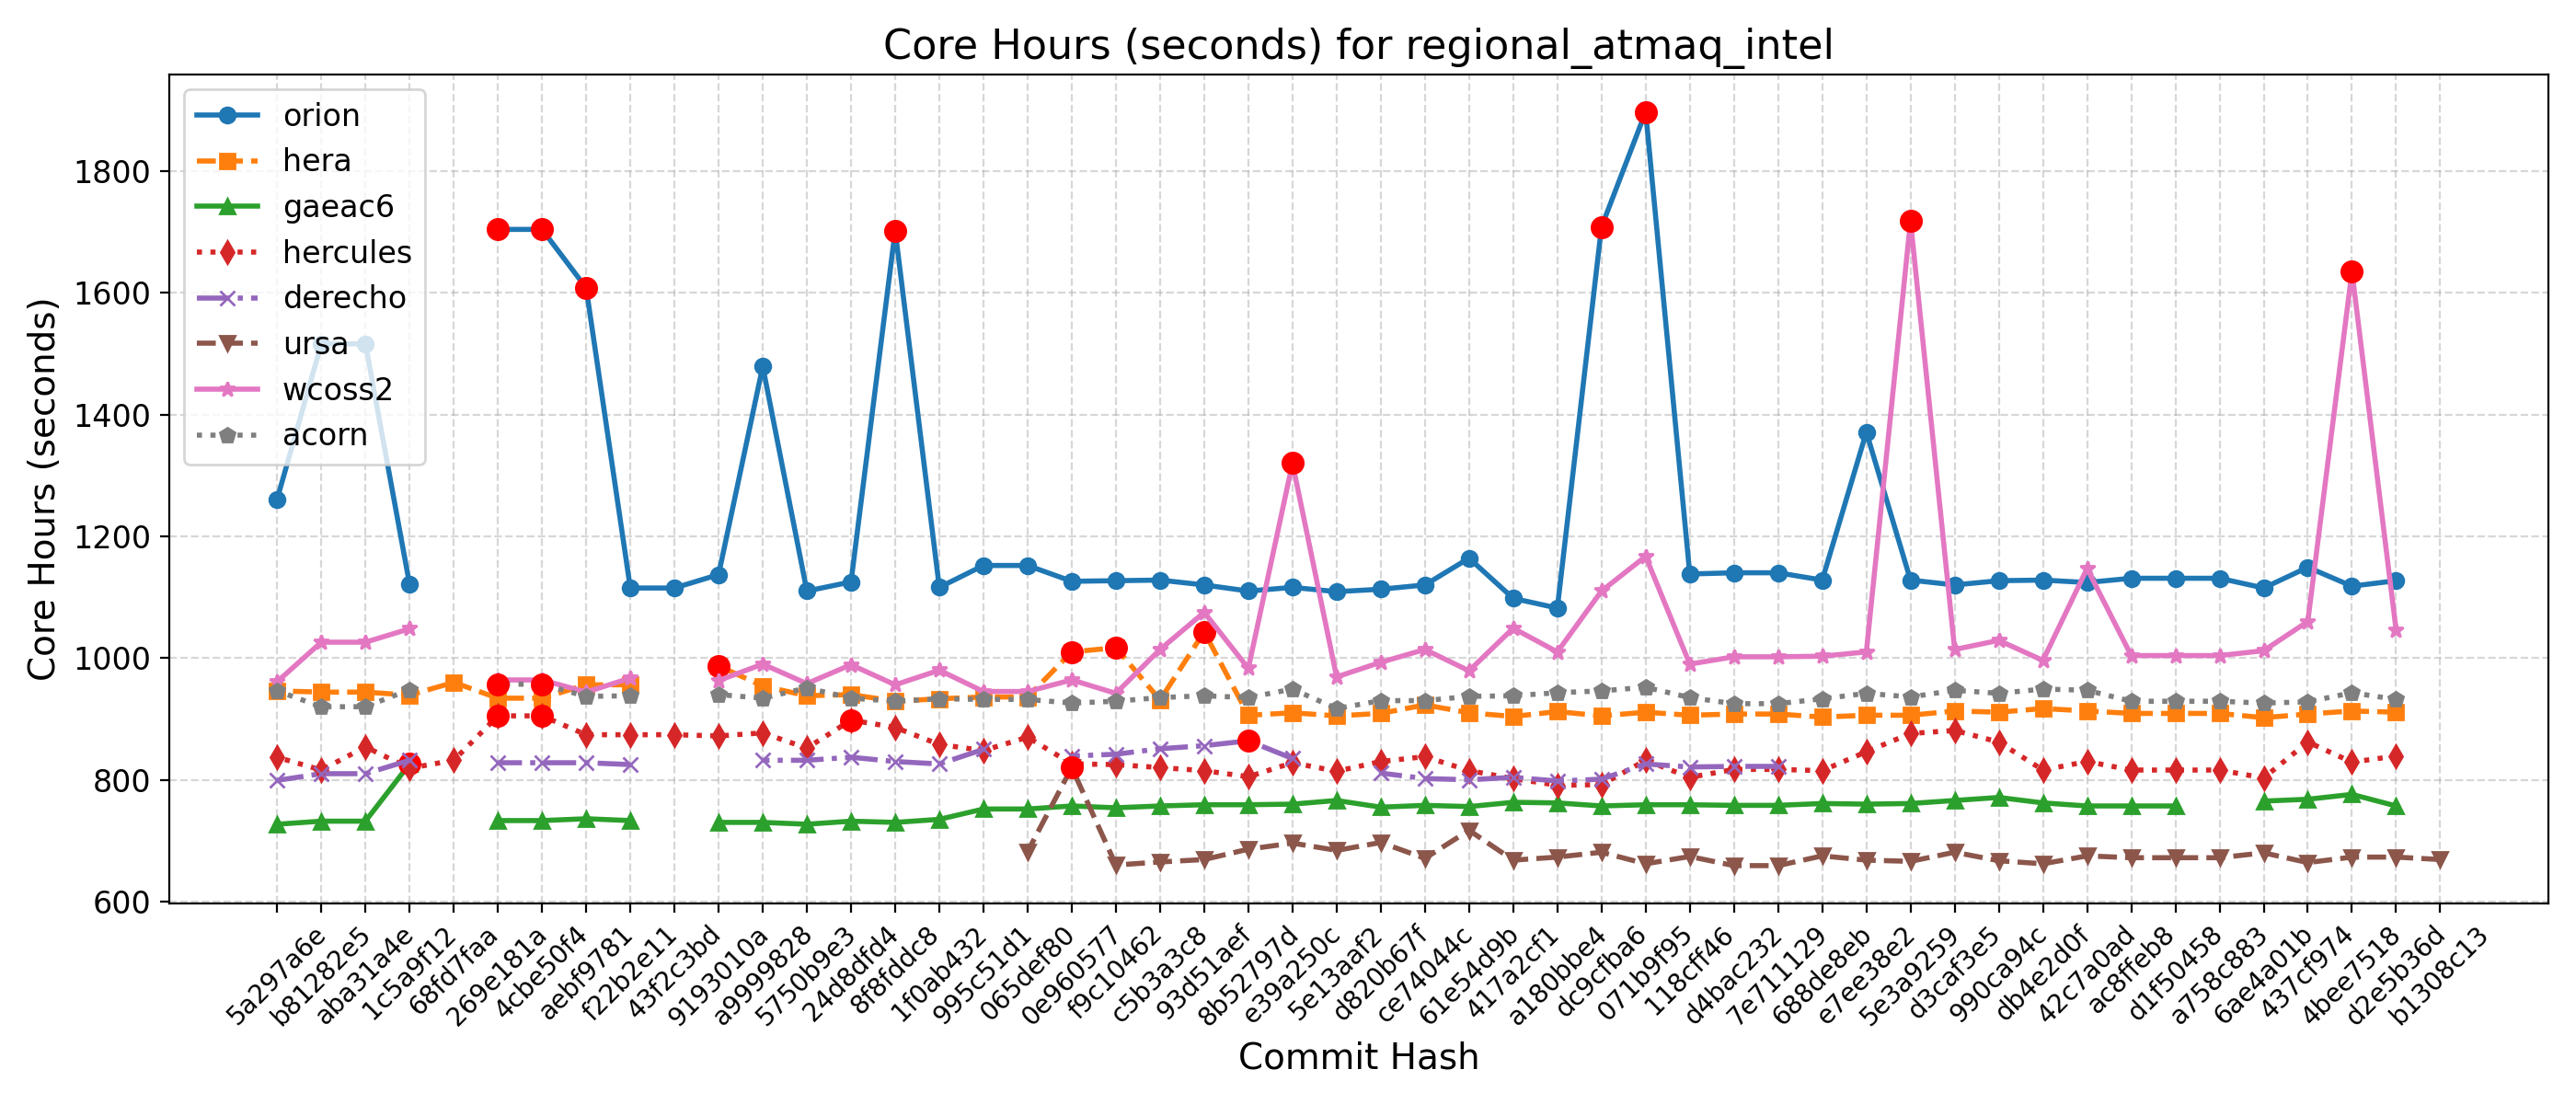 Core Hours (seconds) for regional_atmaq_intel
orion
hera
gaeac6
hercules
derecho
ursa
wcoss2
acorn
Core Hours (seconds)
1800
1600
1400
1200
1000
800
600
5a297a6e
b81282e5
aba31a4e
1c5a9f12
68fd7faa
269e181a
4cbe50f4
aebf9781
f22b2e11
43f2c3bd
9193010a
a9999828
5750b9e3
24d8dfd4
8f8fddc8
1f0ab432
995c51d1
065def80
0e960577
f9c10462
c5b3a3c8
93d51aef
8b52797d
e39a250c
5e13aaf2
d820b67f
ce74044c
61e54d9b
417a2cf1
a180bbe4
dc9cfba6
071b9f95
118cff46
d4bac232
7e711129
688de8eb
e7ee38e2
5e3a9259
d3caf3e5
990ca94c
db4e2d0f
42c7a0ad
ac8ffeb8
d1f50458
a758c883
6ae4a01b
437cf974
4bee7518
d2e5b36d
b1308c13
Commit Hash